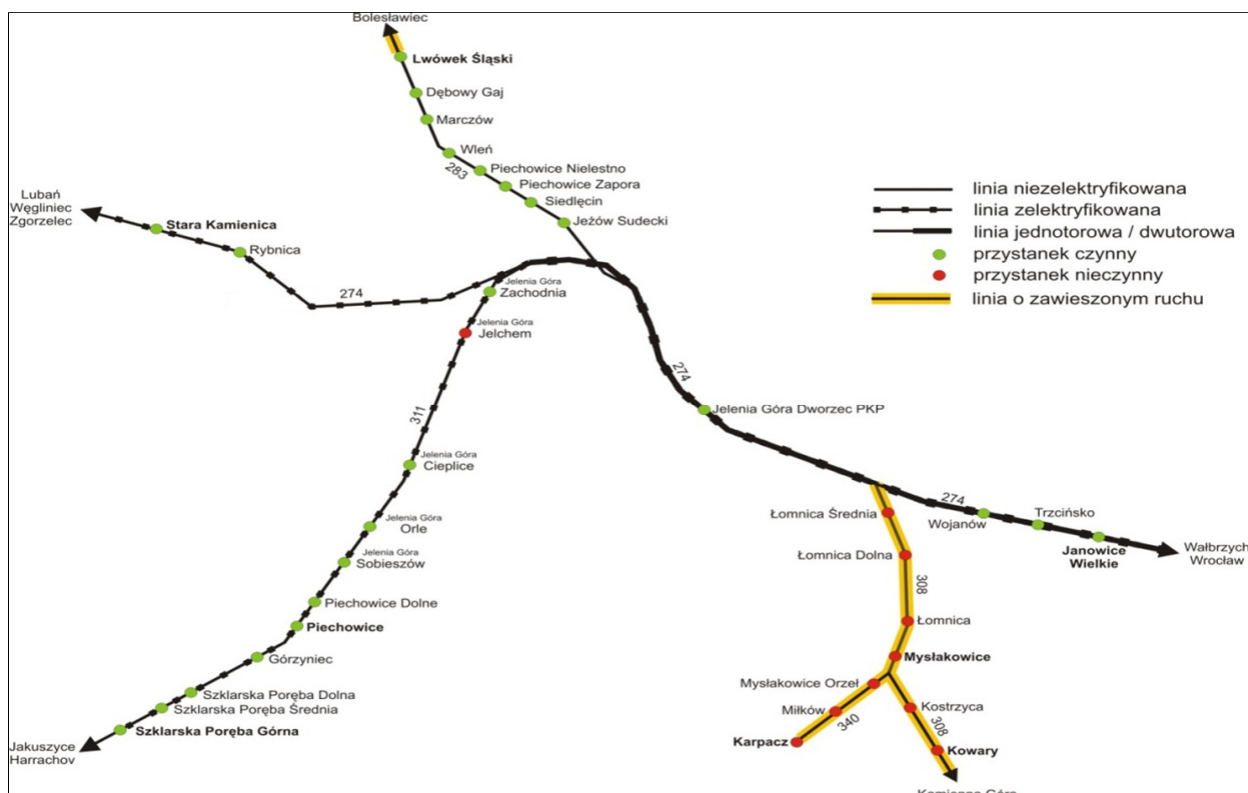 Bolesławiec
Lwówek Śląski
Dębowy Gaj
Marczów
Wleń
283
Piechowice Nielestno
Piechowice Zapora
Siedlęcin
Jeżów Sudecki
Lubań
Węgliniec
Zgorzelec
Stara Kamienica
Rybnica
274
Jelenia Góra
Zachodnia
Jelenia Góra
Jelchem
311
Jelenia Góra
Cieplice
Jelenia Góra
Orle
Jelenia Góra
Sobieszów
Piechowice Dolne
Piechowice
Górzyniec
Szklarska Poręba Dolna
Szklarska Poręba Średnia
Szklarska Poręba Górna
Jakuszyce
Harrachov
linia niezelektryfikowana
linia zelektryfikowana
linia jednotorowa / dwutorowa
przystanek czynny
przystanek nieczynny
linia o zawieszonym ruchu
274
Jelenia Góra Dworzec PKP
274
Wojanów
Trzcińsko
Janowice
Wielkie
Wałbrzych
Wrocław
Łomnica Średnia
Łomnica Dolna
308
Łomnica
Mysłakowice
Mysłakowice Orzeł
Miłków
340
Karpacz
Kostrzyca
308
Kowary
Kamienna Góra